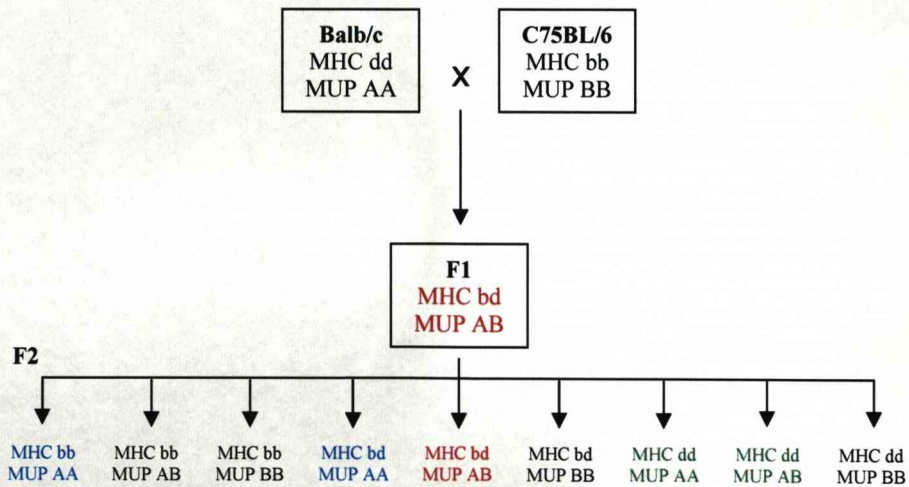 Balb/c
MHC dd
MUP AA
X
C75BL/6
MHC bb
MUP BB
F1
MHC bd
MUP AB
F2
MHC bb
MUP AA
MHC bb
MUP AB
MHC bb
MUP BB
MHC bd
MUP AA
MHC bd
MUP AB
MHC bd
MUP BB
MHC dd
MUP AA
MHC dd
MUP AB
MHC dd
MUP BB